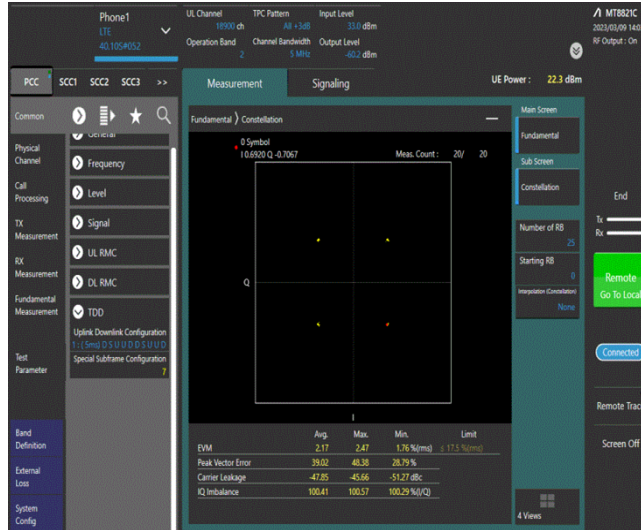 Phone1
LTE
40.105#052
UL Channel
18900 ch
TPC Pattern
All +3dB
Input Level
33.0 dBm
Operation Band
2
Channel Bandwidth
5 MHz
Output Level
-60.2 dBm
MT8821C
2023/03/09 14:0
RF Output : On
PCC
SCC1
SCC2
SCC3
>>
Measurement
Signaling
UE Power : 22.3 dBm
Common
Physical
Channel
Call
Processing
TX
Measurement
RX
Measurement
Fundamental
Measurement
Test
Parameter
Band
Definition
External
Loss
System
Config
General
Frequency
Level
Signal
UL RMC
DL RMC
TDD
Uplink Downlink Configuration
1 : ( 5ms) D S U U D D S U U D
Special Subframe Configuration
7
Fundamental 〉 Constellation
0 Symbol
I 0.6920 Q -0.7067
Meas. Count : 20/ 20
Q
I
Avg. Max. Min. Limit
EVM 2.17 2.47 1.76 %(rms) ≤ 17.5 %(rms)
Peak Vector Error 39.02 48.38 28.79 %
Carrier Leakage -47.85 -45.66 -51.27 dBc
IQ Imbalance 100.41 100.57 100.29 %(I/Q)
Main Screen
Fundamental
Sub Screen
Constellation
Number of RB
25
Starting RB
0
Interpolation (Constellation)
None
4 Views
End
Tx
Rx
Remote
Go To Local
Connected
Remote Trac
Screen Off